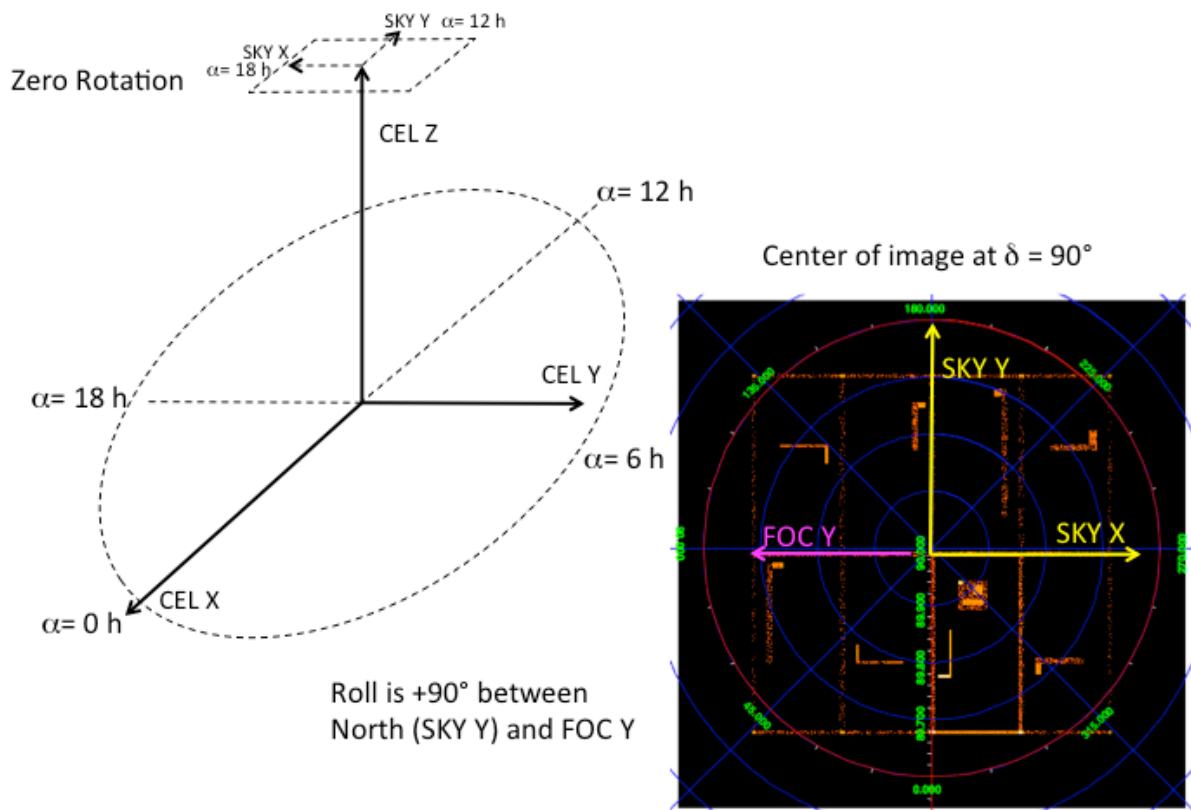 SKY Y α= 12 h
SKY X
α= 18 h
Zero Rotation
CEL Z
α= 12 h
Center of image at δ = 90°
CEL Y
α= 18 h
α= 6 h
CEL X
α= 0 h
Roll is +90° between
North (SKY Y) and FOC Y
180.000
SKY Y
135.000
225.000
FOC Y
SKY X
90.000
90.000
270.000
89.900
89.800
89.700
45.000
315.000
0.000